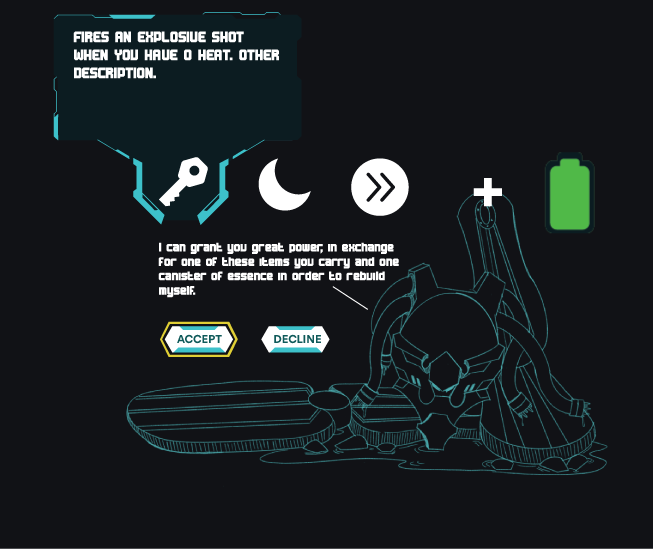 FIRES AN EXPLOSIVE SHOT
WHEN YOU HAVE 0 HEAT. OTHER
DESCRIPTION.
I can grant you great power, in exchange
for one of these items you carry and one
canister of essence in order to rebuild
myself.
ACCEPT
DECLINE